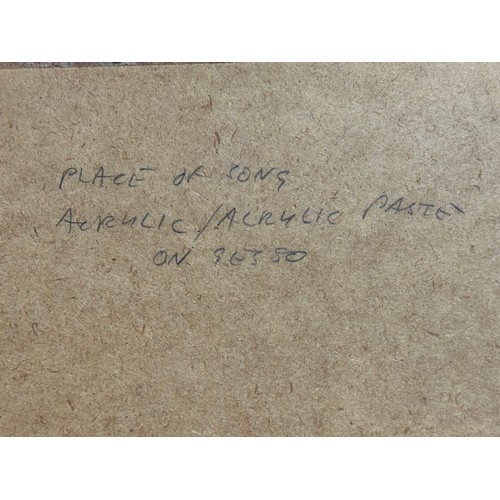 PLACE OF SONG
ACRYLIC/ACRYLIC PASTE
ON GESSO